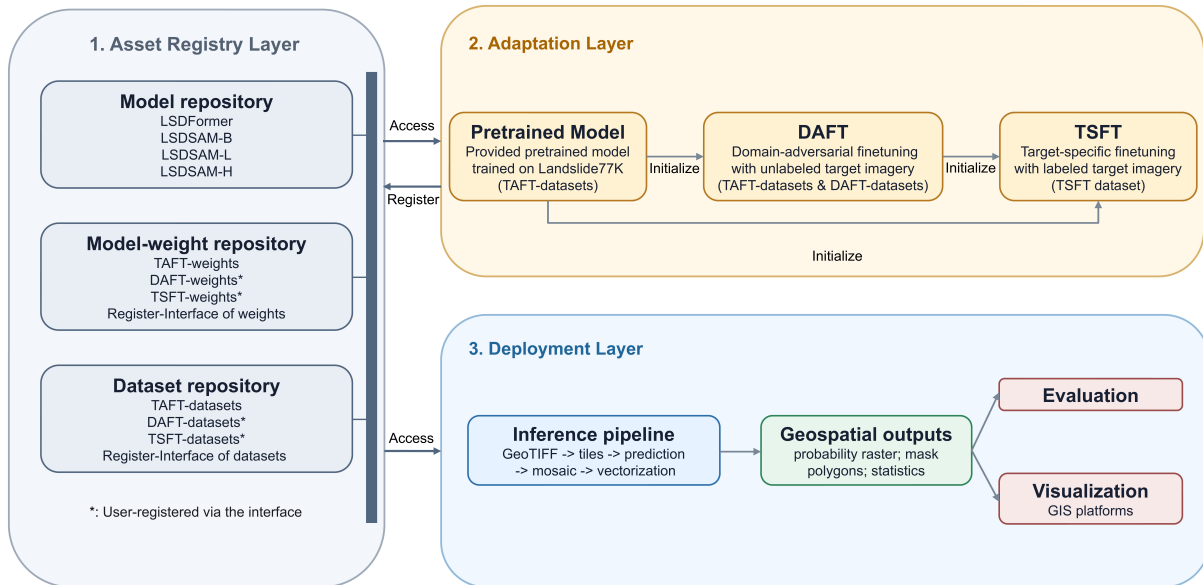 1. Asset Registry Layer
Model repository
LSDFormer
LSDSAM-B
LSDSAM-L
LSDSAM-H
Model-weight repository
TAFT-weights
DAFT-weights*
TSFT-weights*
Register-Interface of weights
Dataset repository
TAFT-datasets
DAFT-datasets*
TSFT-datasets*
Register-Interface of datasets
*: User-registered via the interface
Access
Register
Access
2. Adaptation Layer
Pretrained Model
Provided pretrained model
trained on Landslide77K
(TAFT-datasets)
Initialize
DAFT
Domain-adversarial finetuning
with unlabeled target imagery
(TAFT-datasets & DAFT-datasets)
Initialize
TSFT
Target-specific finetuning
with labeled target imagery
(TSFT dataset)
Initialize
3. Deployment Layer
Inference pipeline
GeoTIFF -> tiles -> prediction
-> mosaic -> vectorization
Geospatial outputs
probability raster; mask
polygons; statistics
Evaluation
Visualization
GIS platforms